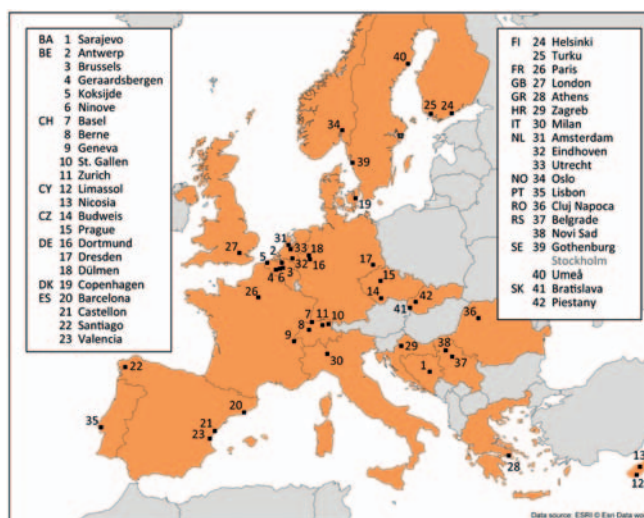 BA 1 Sarajevo
BE 2 Antwerp
3 Brussels
4 Geraardsbergen
5 Koksijde
6 Ninove
CH 7 Basel
8 Berne
9 Geneva
10 St. Gallen
11 Zurich
CY 12 Limassol
13 Nicosia
CZ 14 Budweis
15 Prague
DE 16 Dortmund
17 Dresden
18 Dülmen
DK 19 Copenhagen
ES 20 Barcelona
21 Castellon
22 Santiago
23 Valencia
FI 24 Helsinki
25 Turku
FR 26 Paris
GB 27 London
GR 28 Athens
HR 29 Zagreb
IT 30 Milan
NL 31 Amsterdam
32 Eindhoven
33 Utrecht
NO 34 Oslo
PT 35 Lisbon
RO 36 Cluj Napoca
RS 37 Belgrade
38 Novi Sad
SE 39 Gothenburg
Stockholm
40 Umeå
SK 41 Bratislava
42 Piestany
40
25 24
34
39
19
27
31
33 18
2
5
32 16
4 6 3
17
15
26
14
42
41
7 11 10
8
9
36
29
38
30
37
1
22
20
35
21
23
28
13
12
Data source: ESRI © Esri Data wo